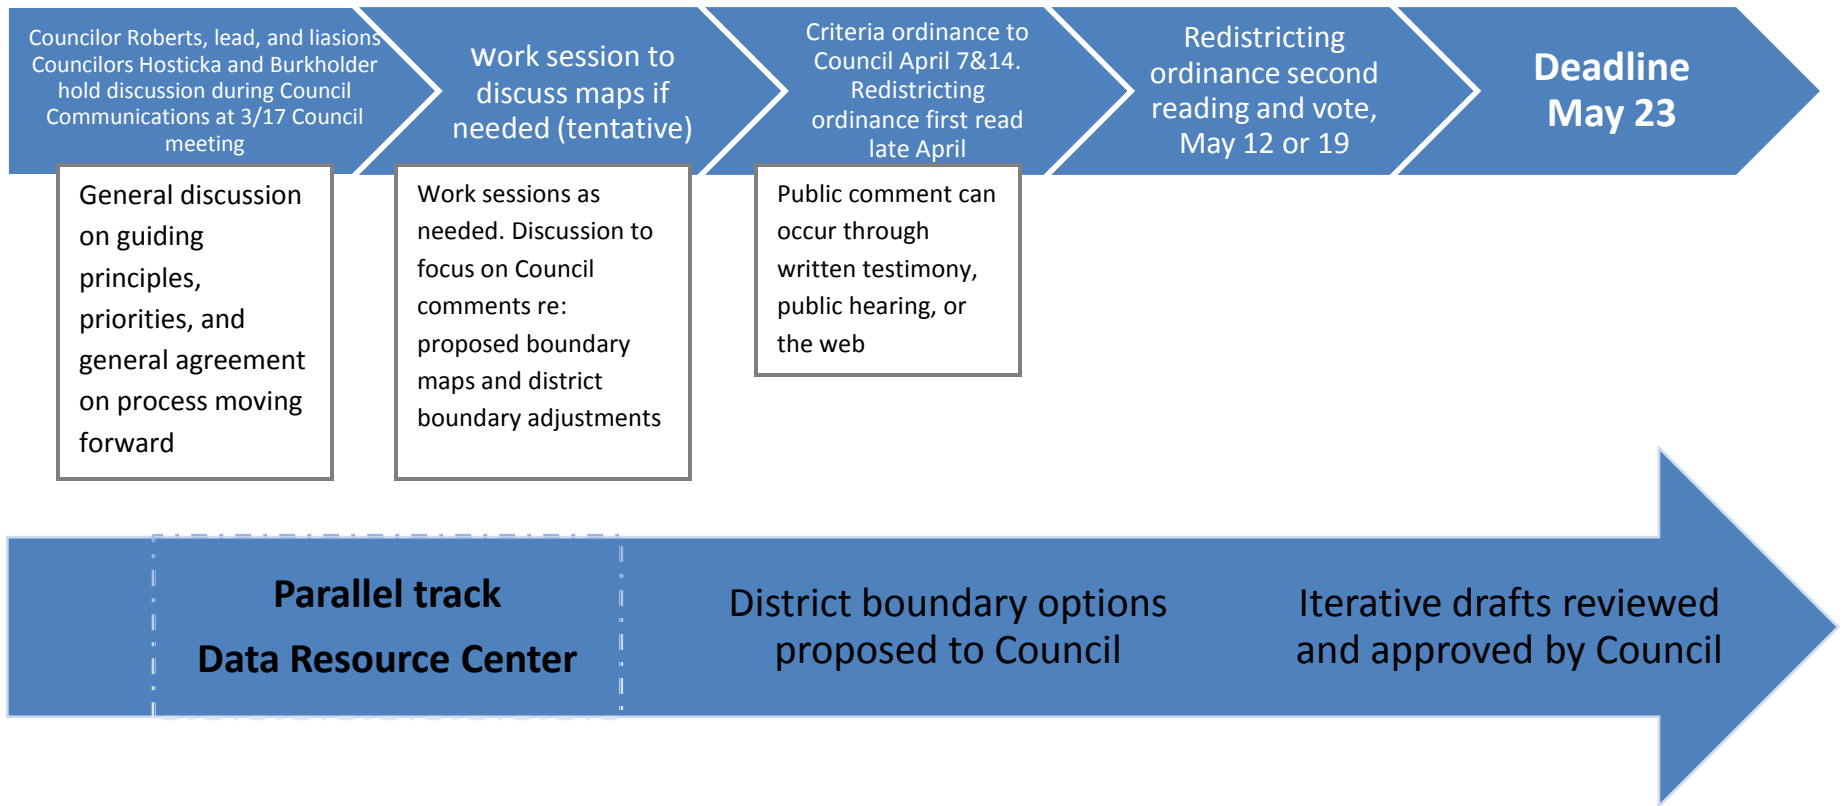 Councilor Roberts, lead, and liasions
Councilors Hosticka and Burkholder
hold discussion during Council
Communications at 3/17 Council
meeting
Work session to
discuss maps if
needed (tentative)
Criteria ordinance to
Council April 7&14.
Redistricting
ordinance first read
late April
Redistricting
ordinance second
reading and vote,
May 12 or 19
Deadline
May 23
General discussion
on guiding
principles,
priorities, and
general agreement
on process moving
forward
Work sessions as
needed. Discussion to
focus on Council
comments re:
proposed boundary
maps and district
boundary adjustments
Public comment can
occur through
written testimony,
public hearing, or
the web
Parallel track
Data Resource Center
District boundary options
proposed to Council
Iterative drafts reviewed
and approved by Council